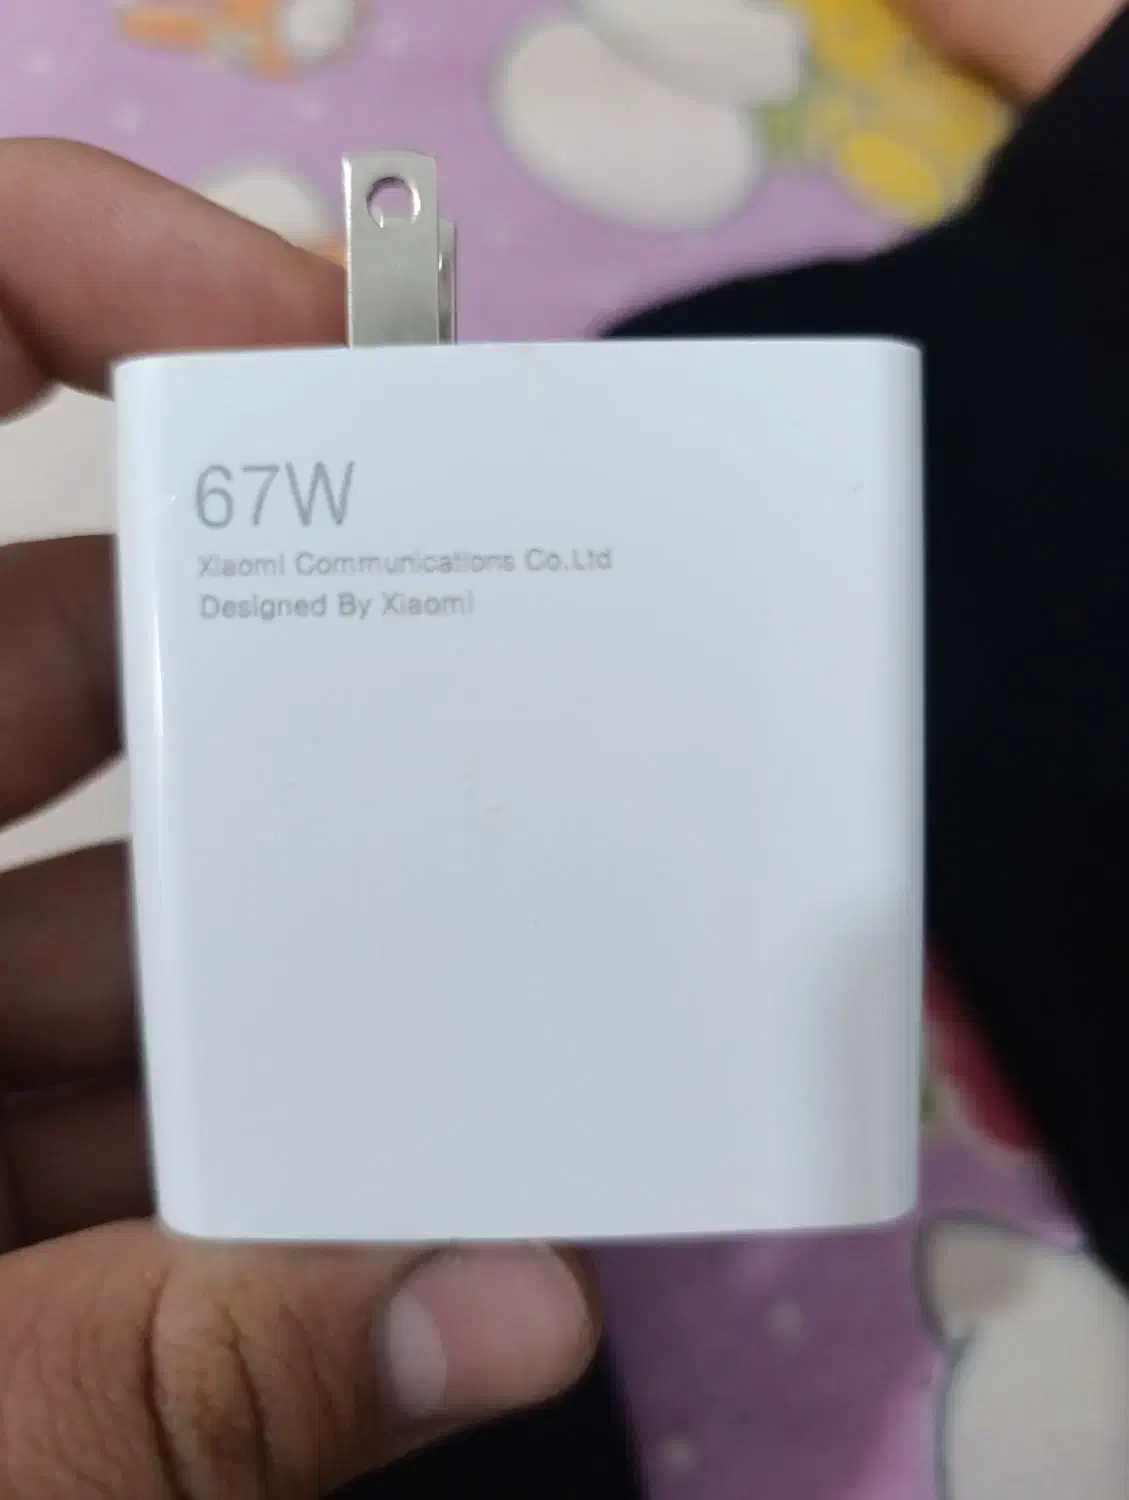 67W
Xiaomi Communications Co.Ltd
Designed By Xiaomi